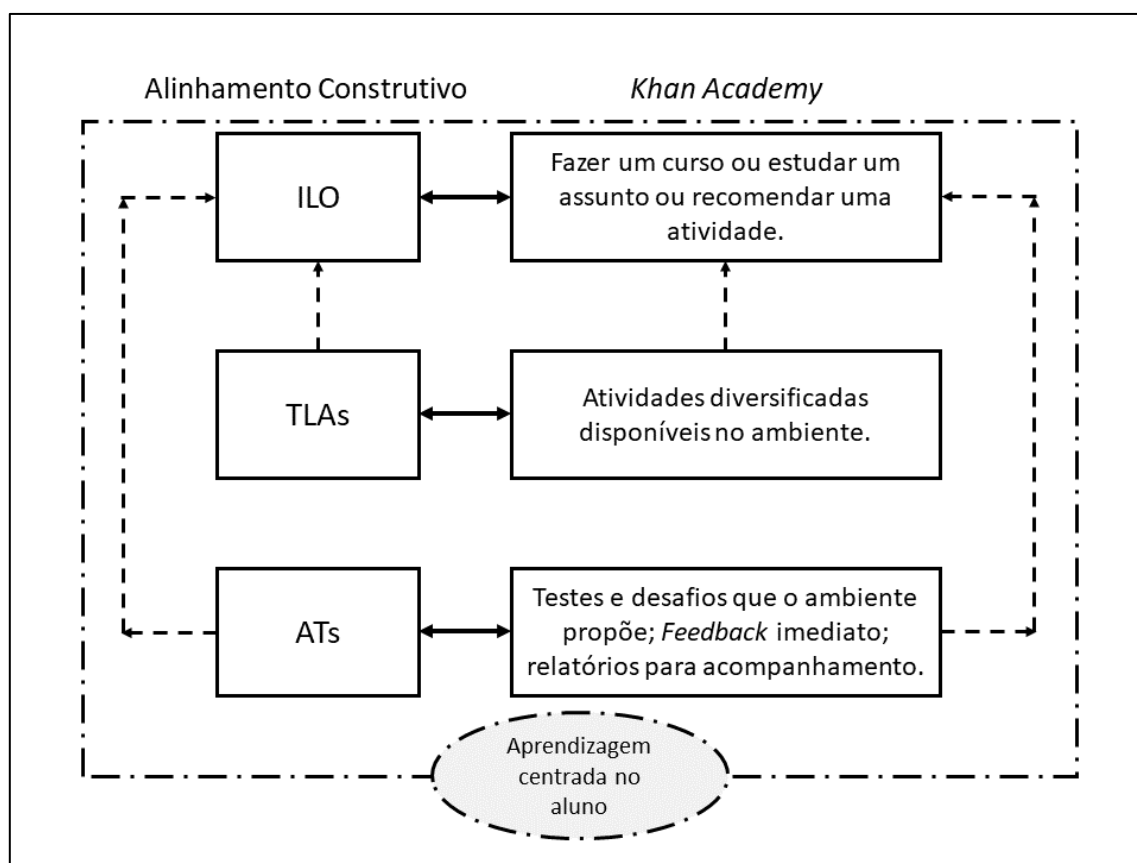 Alinhamento Construtivo
Khan Academy
ILO
Fazer um curso ou estudar um
assunto ou recomendar uma
atividade.
TLAs
Atividades diversificadas
disponíveis no ambiente.
ATs
Testes e desafios que o ambiente
propõe; Feedback imediato;
relatórios para acompanhamento.
Aprendizagem
centrada no
aluno